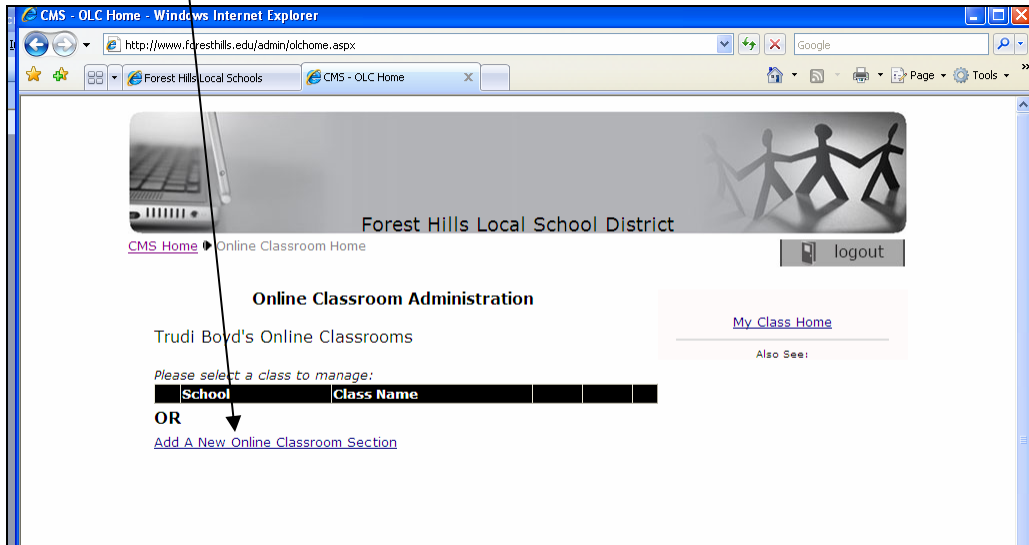 CMS - OLC Home - Windows Internet Explorer
http://www.foresthills.edu/admin/olchome.aspx
Google
Forest Hills Local Schools
CMS - OLC Home
Page
Tools
Forest Hills Local School District
CMS Home Online Classroom Home
logout
Online Classroom Administration
My Class Home
Trudi Boyd's Online Classrooms
Also See:
Please select a class to manage:
School Class Name
OR
Add A New Online Classroom Section